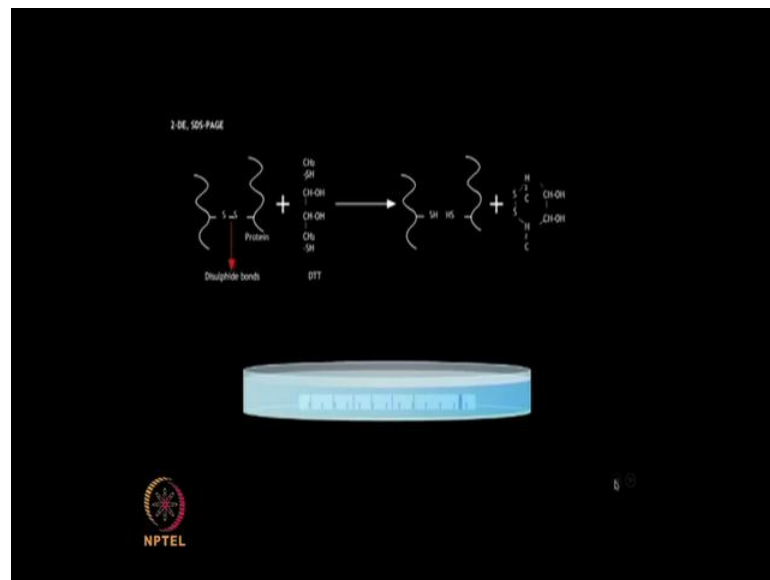 2-DE, SDS-PAGE
CH₂
-SH
CH-OH
CH-OH
CH₂
-SH
S S
Protein
+
SH HS
+
H
2
C
S
S
H
C
CH-OH
CH-OH
Disulphide bonds
DTT
NPTEL